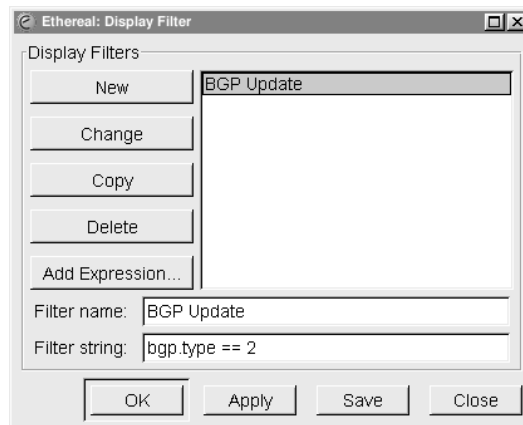 Ethereal: Display Filter
Display Filters
New
BGP Update
Change
Copy
Delete
Add Expression...
Filter name: BGP Update
Filter string: bgp.type == 2
OK Apply Save Close